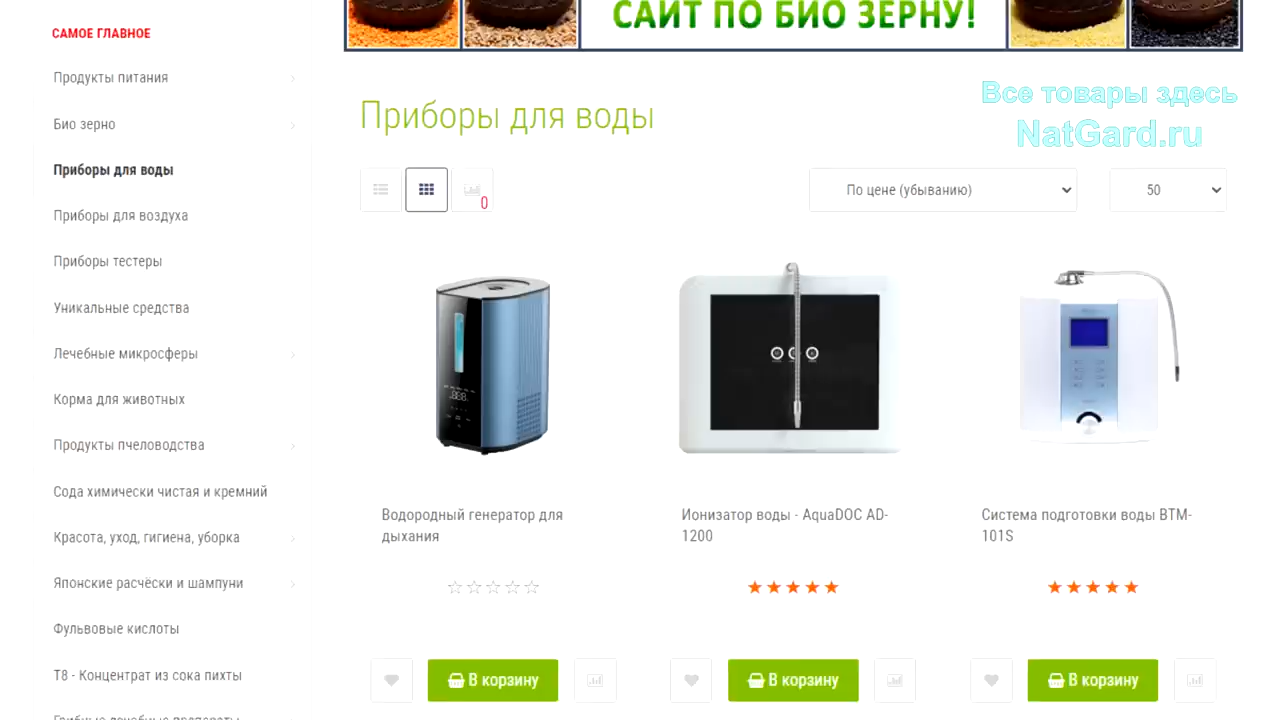 САМОЕ ГЛАВНОЕ
Продукты питания
Био зерно
Приборы для воды
Приборы для воздуха
Приборы тестеры
Уникальные средства
Лечебные микросферы
Корма для животных
Продукты пчеловодства
Сода химически чистая и кремний
Красота, уход, гигиена, уборка
Японские расчёски и шампуни
Фульвовые кислоты
Т8 - Концентрат из сока пихты
Грибные лечебные препараты
САЙТ ПО БИО ЗЕРНУ!
Все товары здесь
NatGard.ru
Приборы для воды
0
По цене (убыванию)
50
Водородный генератор для
дыхания
Ионизатор воды - AquaDOC AD-
1200
Система подготовки воды BTM-
101S
В корзину
В корзину
В корзину